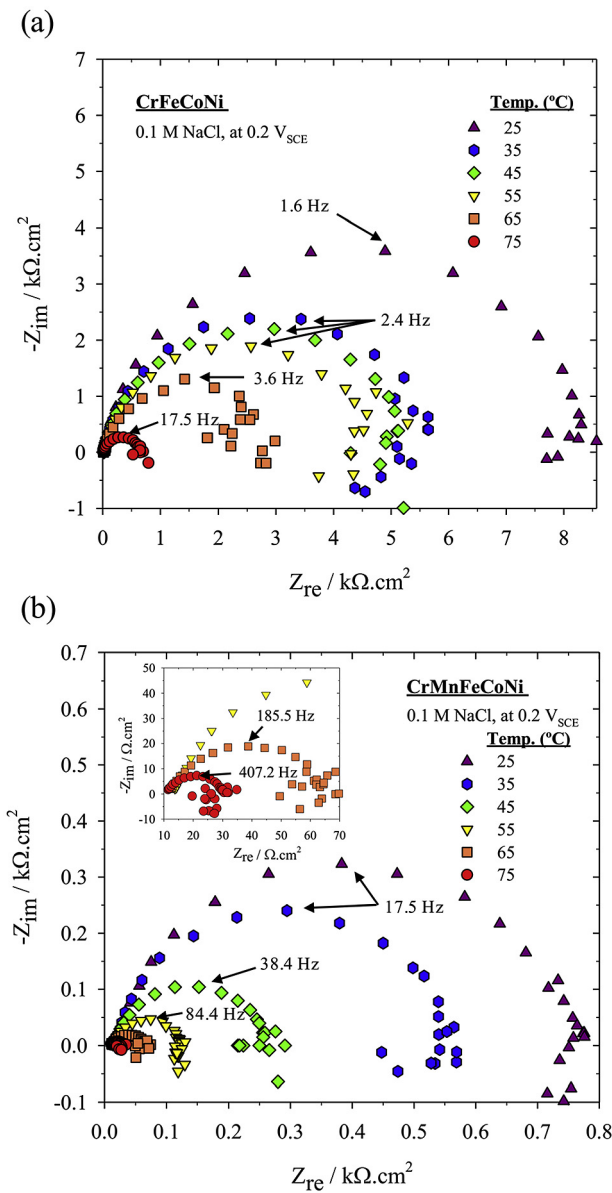 (a)
7
6
5
4
3
2
1
0
-1
-Zim / kΩ.cm²
CrFeCoNi
0.1 M NaCl, at 0.2 VSCE
Temp. (ºC)
25
35
45
55
65
75
1.6 Hz
2.4 Hz
3.6 Hz
17.5 Hz
0 1 2 3 4 5 6 7 8
Zre / kΩ.cm²
(b)
0.7
0.6
0.5
0.4
0.3
0.2
0.1
0.0
-0.1
-Zim / kΩ.cm²
50
40
30
20
10
0
-10
-Zim / Ω.cm²
185.5 Hz
407.2 Hz
10 20 30 40 50 60 70
Zre / Ω.cm²
CrMnFeCoNi
0.1 M NaCl, at 0.2 VSCE
Temp. (ºC)
25
35
45
55
65
75
17.5 Hz
38.4 Hz
84.4 Hz
0.0 0.1 0.2 0.3 0.4 0.5 0.6 0.7 0.8
Zre / kΩ.cm²